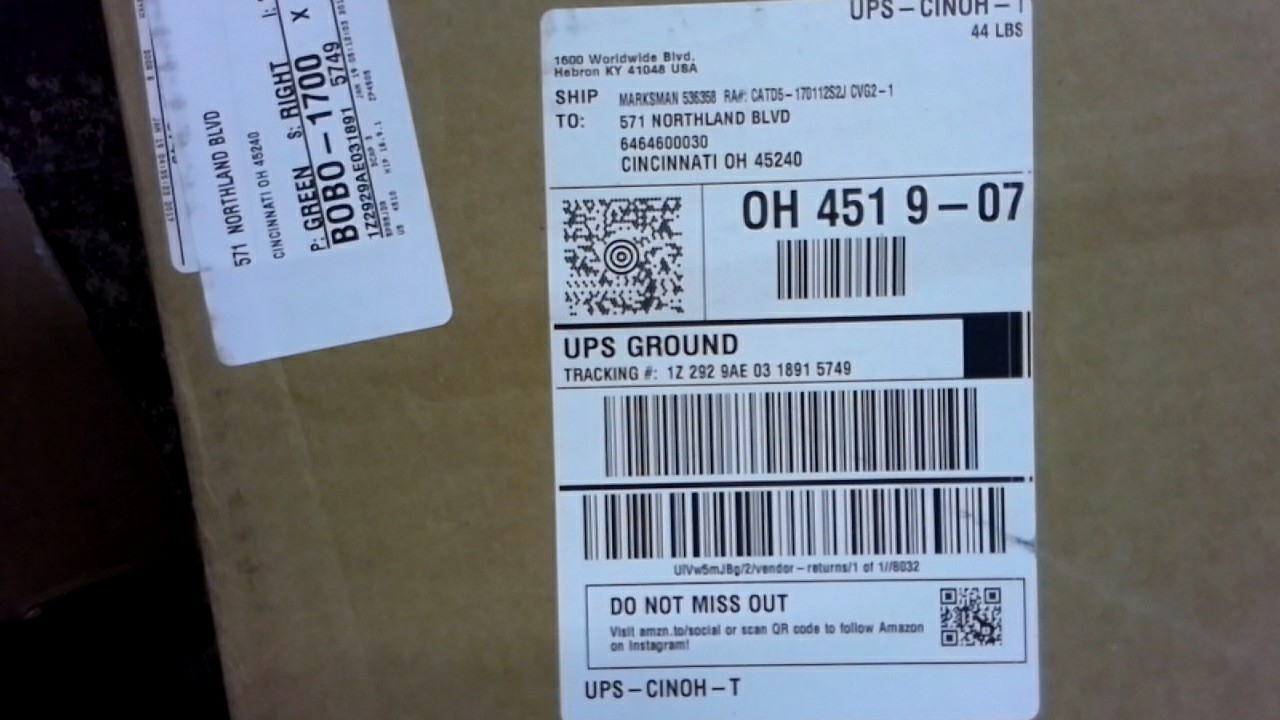 UPS-CINOH-T
44 LBS
1600 Worldwide Blvd.
Hebron KY 41048 USA
SHIP MARKSMAN 536358 RA#: CATD5-170112S2J CVG2-1
TO: 571 NORTHLAND BLVD
6464600030
CINCINNATI OH 45240
OH 451 9-07
UPS GROUND
TRACKING #: 1Z 292 9AE 03 1891 5749
UIVw5mJBg/2/vendor-returns/1 of 1//8032
DO NOT MISS OUT
Visit amzn.to/social or scan QR code to follow Amazon
on Instagram!
UPS-CINOH-T
571 NORTHLAND BLVD
CINCINNATI OH 45240
P: GREEN S: RIGHT I:
BOBO-1700 X
1Z2929AE031891 5749
US 4510